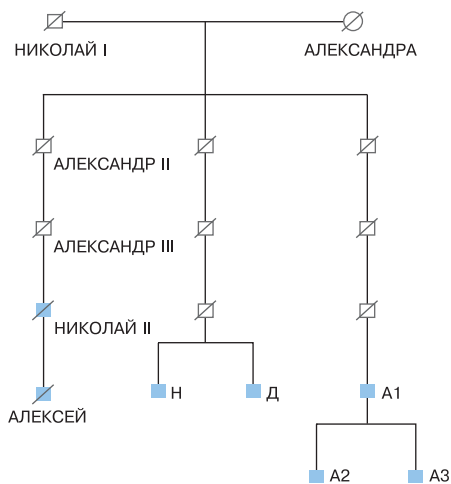 НИКОЛАЙ I
АЛЕКСАНДРА
АЛЕКСАНДР II
АЛЕКСАНДР III
НИКОЛАЙ II
АЛЕКСЕЙ
Н
Д
А1
А2
А3